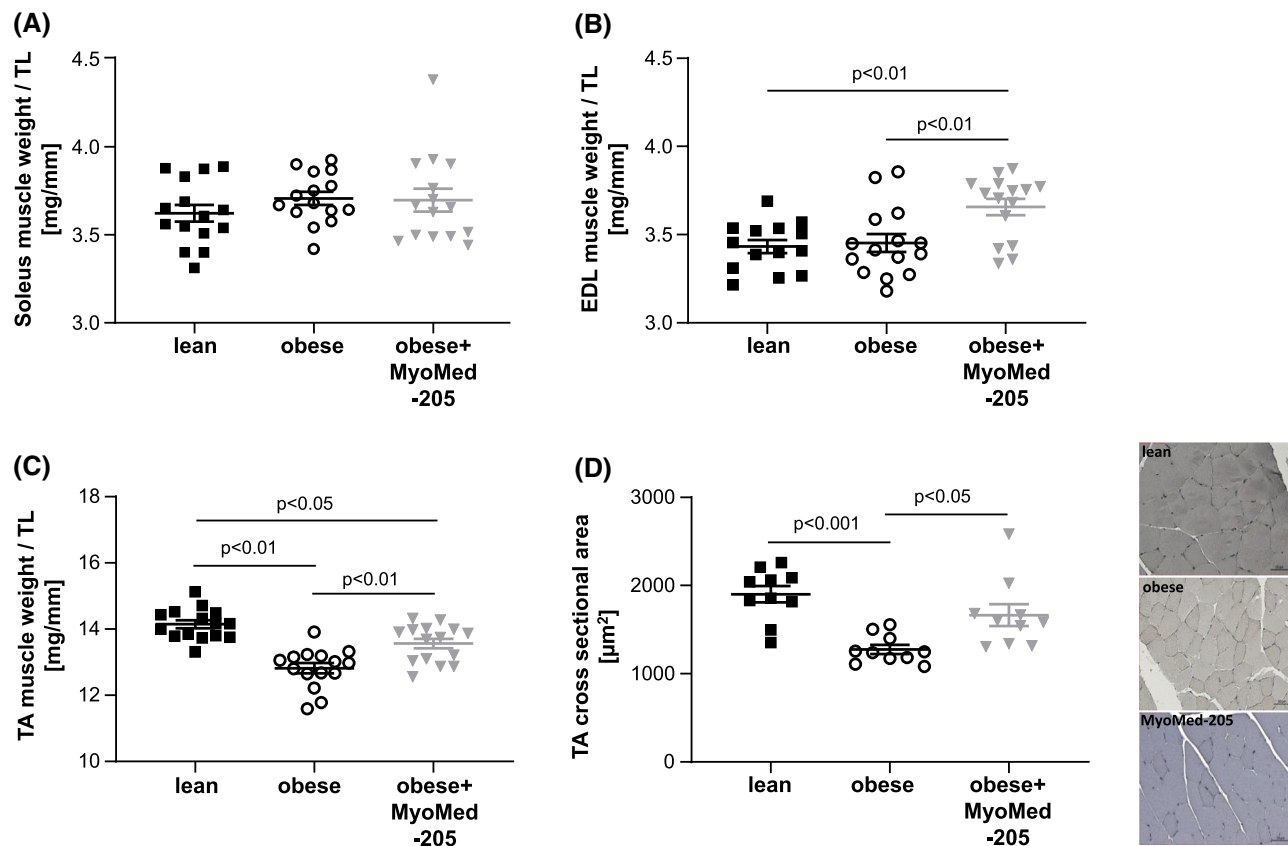 (A)
Soleus muscle weight / TL
[mg/mm]
4.5
4.0
3.5
3.0
lean
obese
obese+
MyoMed
-205
(B)
EDL muscle weight / TL
[mg/mm]
4.5
4.0
3.5
3.0
p<0.01
p<0.01
lean
obese
obese+
MyoMed
-205
(C)
TA muscle weight / TL
[mg/mm]
18
16
14
12
10
p<0.05
p<0.01
p<0.01
lean
obese
obese+
MyoMed
-205
(D)
TA cross sectional area
[µm²]
3000
2000
1000
0
p<0.05
p<0.001
lean
obese
obese+
MyoMed
-205
lean
obese
MyoMed-205